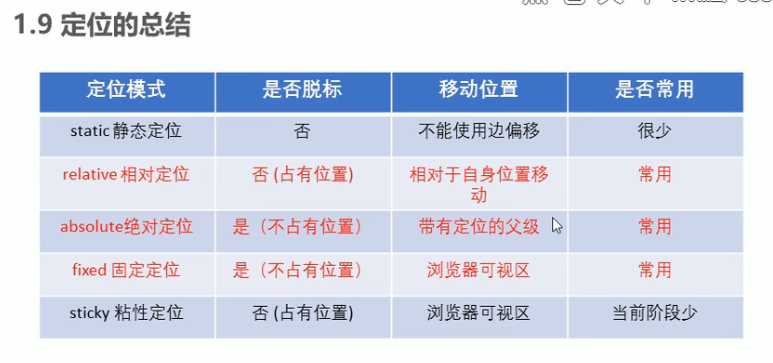 1.9 定位的总结
定位模式 是否脱标 移动位置 是否常用
static 静态定位 否 不能使用边偏移 很少
relative 相对定位 否 (占有位置) 相对于自身位置移动 常用
absolute绝对定位 是（不占有位置） 带有定位的父级 常用
fixed 固定定位 是（不占有位置） 浏览器可视区 常用
sticky 粘性定位 否 (占有位置) 浏览器可视区 当前阶段少